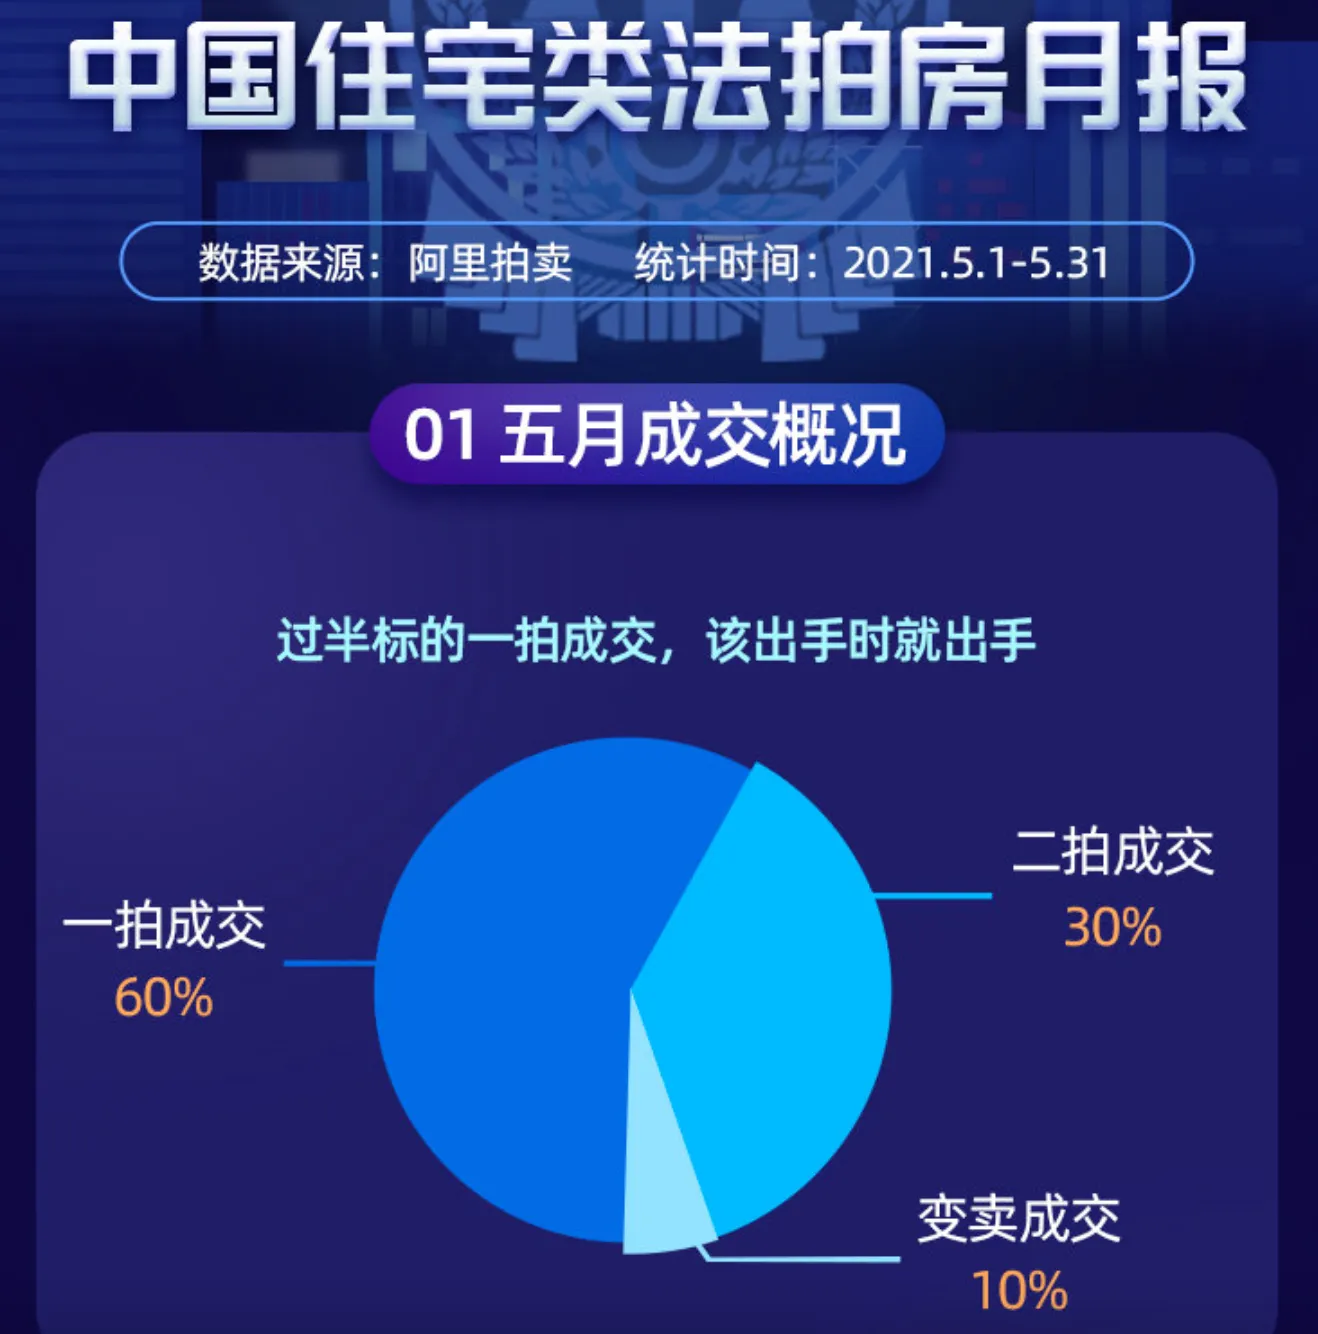 中国住宅类法拍房月报
数据来源：阿里拍卖 统计时间：2021.5.1-5.31
01 五月成交概况
过半标的一拍成交，该出手时就出手
二拍成交
30%
一拍成交
60%
变卖成交
10%